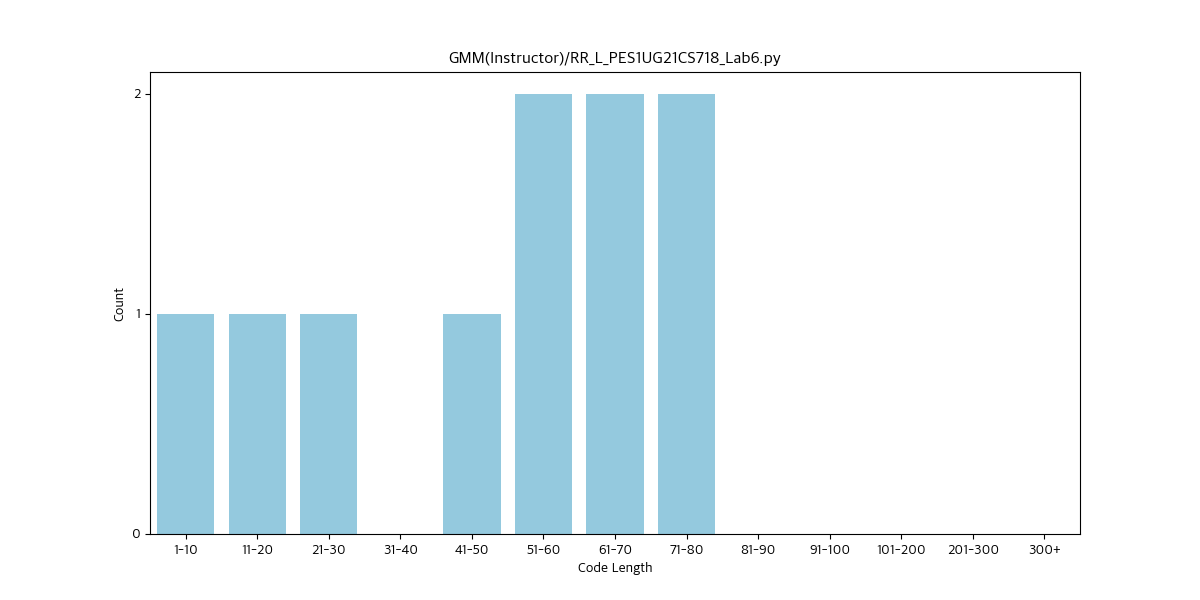 GMM(Instructor)/RR_L_PES1UG21CS718_Lab6.py
2
1
0
Count
1-10 11-20 21-30 31-40 41-50 51-60 61-70 71-80 81-90 91-100 101-200 201-300 300+
Code Length